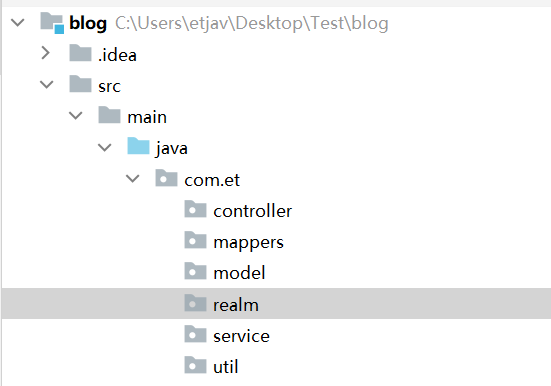 blog C:\Users\etjav\Desktop\Test\blog
.idea
src
main
java
com.et
controller
mappers
model
realm
service
util